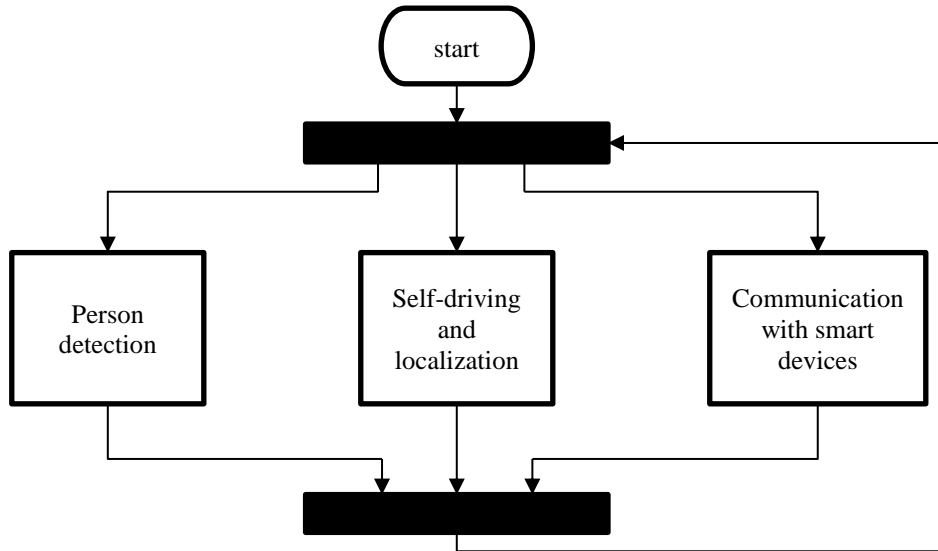 start
Person
detection
Self-driving
and
localization
Communication
with smart
devices